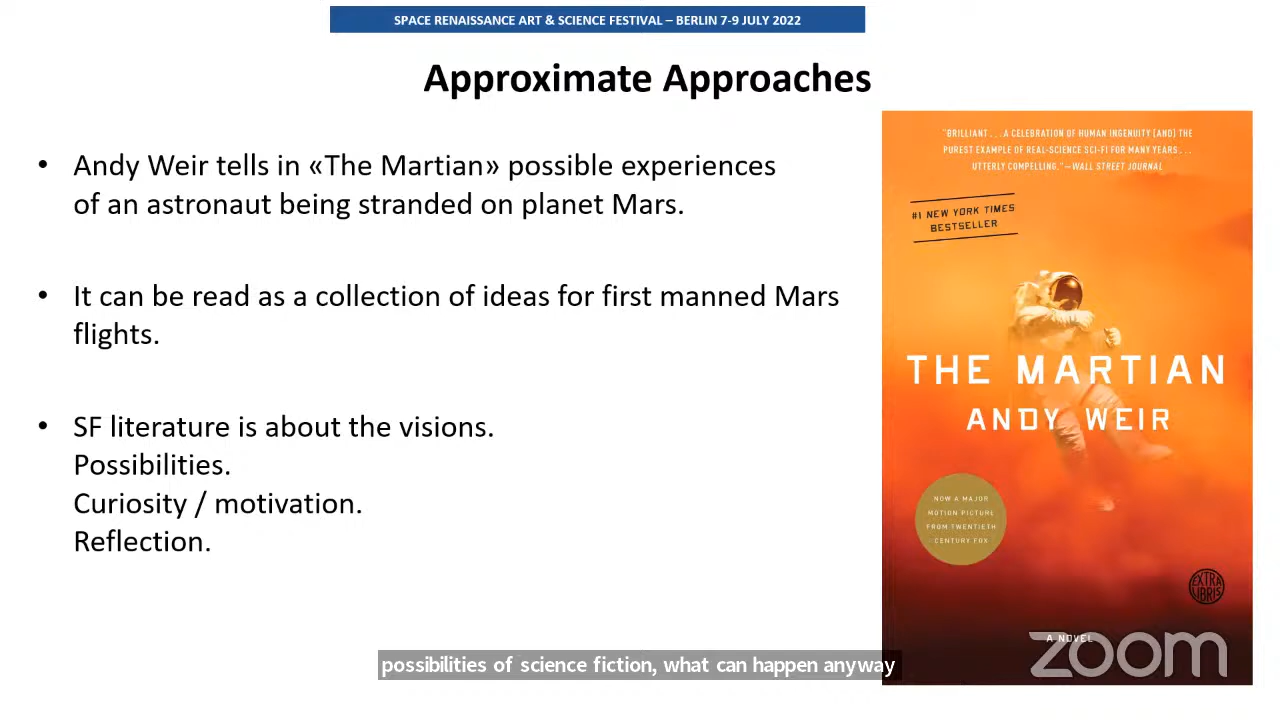 SPACE RENAISSANCE ART & SCIENCE FESTIVAL – BERLIN 7-9 JULY 2022
Approximate Approaches
• Andy Weir tells in «The Martian» possible experiences
of an astronaut being stranded on planet Mars.
• It can be read as a collection of ideas for first manned Mars
flights.
• SF literature is about the visions.
Possibilities.
Curiosity / motivation.
Reflection.
"BRILLIANT . . . A CELEBRATION OF HUMAN INGENUITY [AND] THE
PUREST EXAMPLE OF REAL-SCIENCE SCI-FI FOR MANY YEARS . . .
UTTERLY COMPELLING." —WALL STREET JOURNAL
#1 NEW YORK TIMES
BESTSELLER
THE MARTIAN
ANDY WEIR
NOW A MAJOR
MOTION PICTURE
FROM TWENTIETH
CENTURY FOX
EXTRA
LIBRIS
A NOVEL
zoom
possibilities of science fiction, what can happen anyway